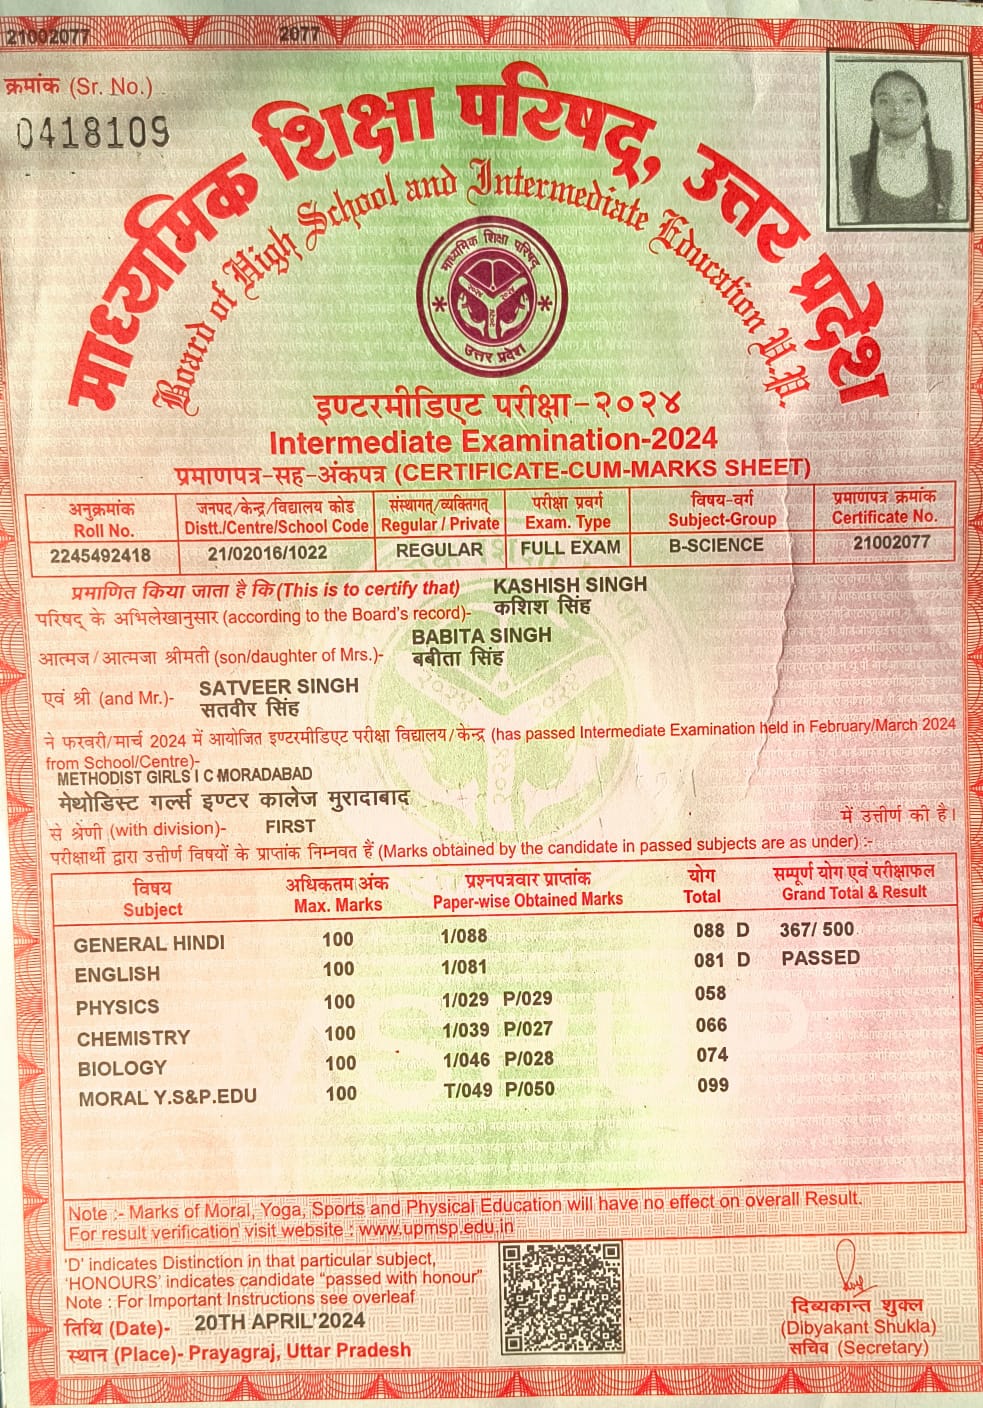 21002077 2077
क्रमांक (Sr. No.)
0418109
माध्यमिक शिक्षा परिषद्, उत्तर प्रदेश
Board of High School and Intermediate Education U.P.
माध्यमिक शिक्षा परिषद्
उत्तर प्रदेश
इण्टरमीडिएट परीक्षा-२०२४
Intermediate Examination-2024
प्रमाणपत्र-सह-अंकपत्र (CERTIFICATE-CUM-MARKS SHEET)
अनुक्रमांक जनपद/केन्द्र/विद्यालय कोड संस्थागत/व्यक्तिगत परीक्षा प्रवर्ग विषय-वर्ग प्रमाणपत्र क्रमांक
Roll No. Distt./Centre/School Code Regular / Private Exam. Type Subject-Group Certificate No.
2245492418 21/02016/1022 REGULAR FULL EXAM B-SCIENCE 21002077
प्रमाणित किया जाता है कि (This is to certify that) KASHISH SINGH
परिषद् के अभिलेखानुसार (according to the Board's record)- कशिश सिंह
BABITA SINGH
आत्मज/आत्मजा श्रीमती (son/daughter of Mrs.)- बबीता सिंह
एवं श्री (and Mr.)- SATVEER SINGH
सतवीर सिंह
ने फरवरी/मार्च 2024 में आयोजित इण्टरमीडिएट परीक्षा विद्यालय/केन्द्र (has passed Intermediate Examination held in February/March 2024
from School/Centre)-
METHODIST GIRLS I C MORADABAD
मेथोडिस्ट गर्ल्स इण्टर कालेज मुरादाबाद
से श्रेणी (with division)- FIRST में उत्तीर्ण की है।
परीक्षार्थी द्वारा उत्तीर्ण विषयों के प्राप्तांक निम्नवत हैं (Marks obtained by the candidate in passed subjects are as under) :-
विषय अधिकतम अंक प्रश्नपत्रवार प्राप्तांक योग सम्पूर्ण योग एवं परीक्षाफल
Subject Max. Marks Paper-wise Obtained Marks Total Grand Total & Result
GENERAL HINDI 100 1/088 088 D 367/ 500
ENGLISH 100 1/081 081 D PASSED
PHYSICS 100 1/029 P/029 058
CHEMISTRY 100 1/039 P/027 066
BIOLOGY 100 1/046 P/028 074
MORAL Y.S&P.EDU 100 T/049 P/050 099
Note :- Marks of Moral, Yoga, Sports and Physical Education will have no effect on overall Result.
For result verification visit website : www.upmsp.edu.in
'D' indicates Distinction in that particular subject,
'HONOURS' indicates candidate "passed with honour"
Note : For Important Instructions see overleaf
तिथि (Date)- 20TH APRIL'2024
स्थान (Place)- Prayagraj, Uttar Pradesh
दिब्यकान्त शुक्ल
(Dibyakant Shukla)
सचिव (Secretary)